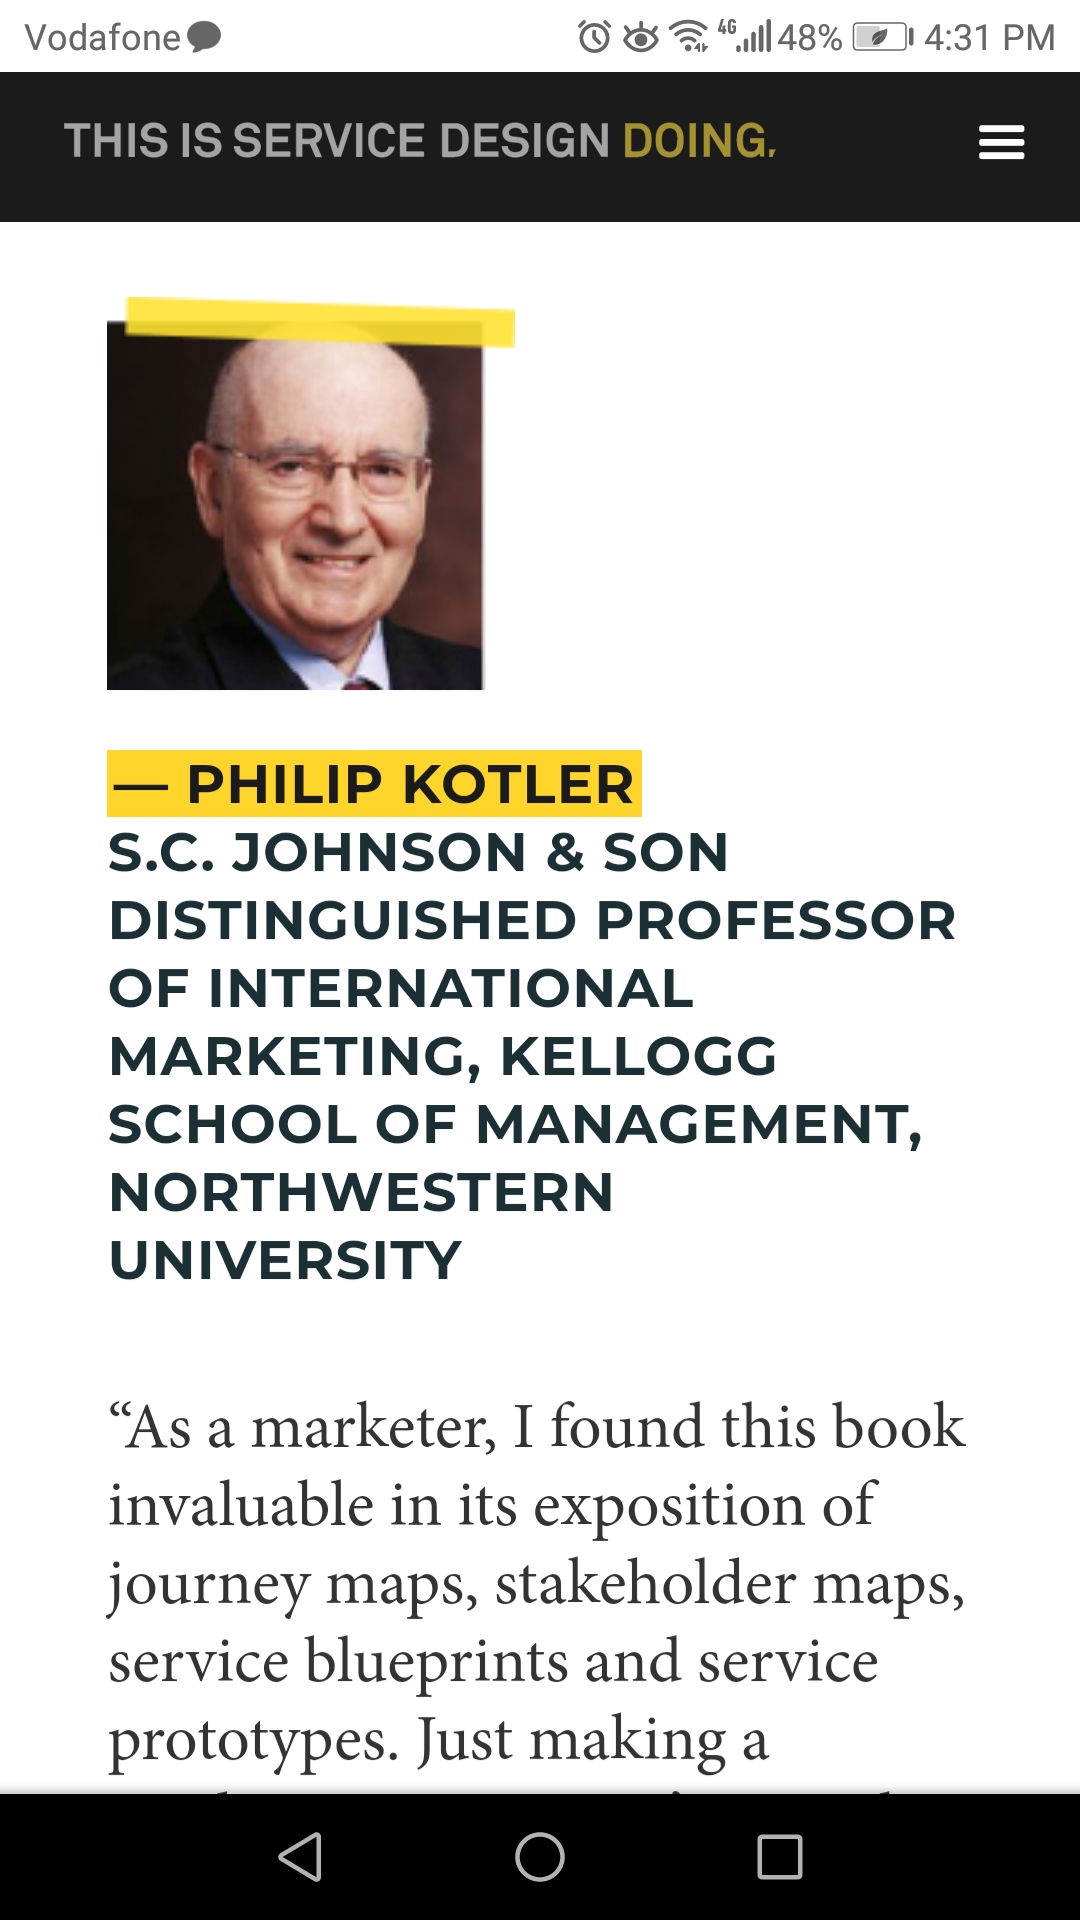 Vodafone 4G 48% 4:31 PM
THIS IS SERVICE DESIGN DOING.
— PHILIP KOTLER
S.C. JOHNSON & SON
DISTINGUISHED PROFESSOR
OF INTERNATIONAL
MARKETING, KELLOGG
SCHOOL OF MANAGEMENT,
NORTHWESTERN
UNIVERSITY
“As a marketer, I found this book
invaluable in its exposition of
journey maps, stakeholder maps,
service blueprints and service
prototypes. Just making a